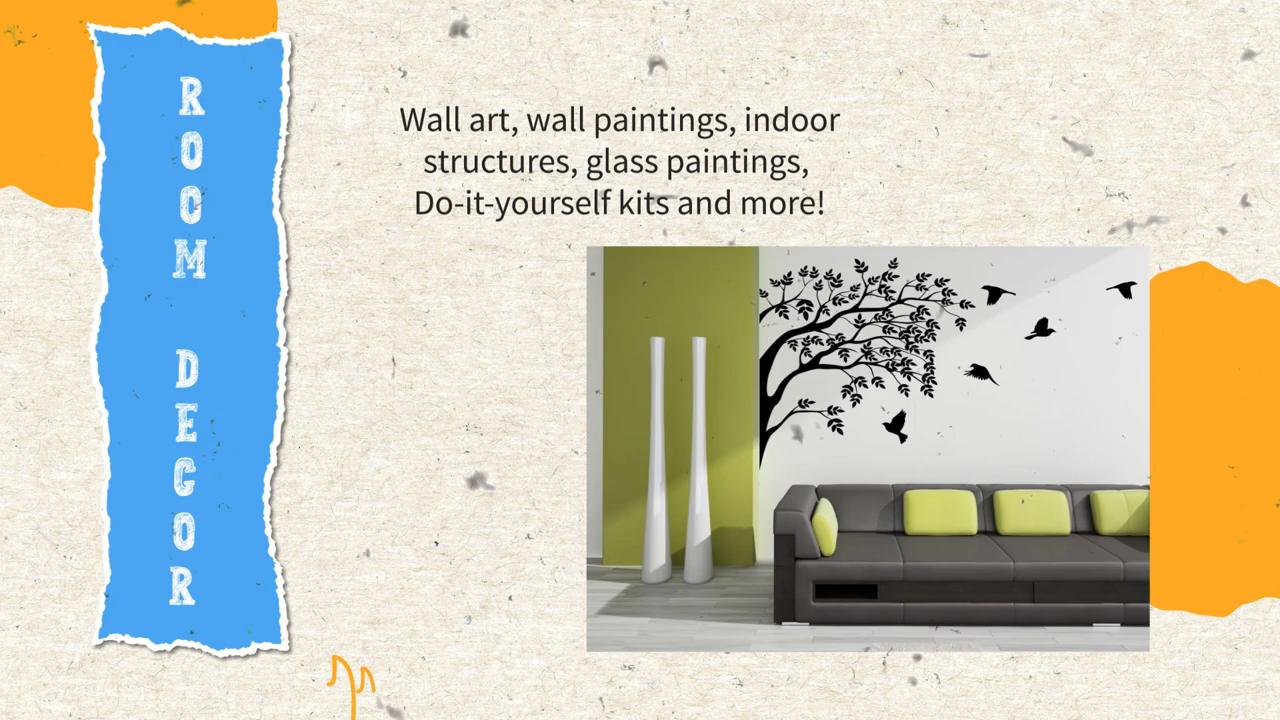 ROOM DECOR
Wall art, wall paintings, indoor
structures, glass paintings,
Do-it-yourself kits and more!